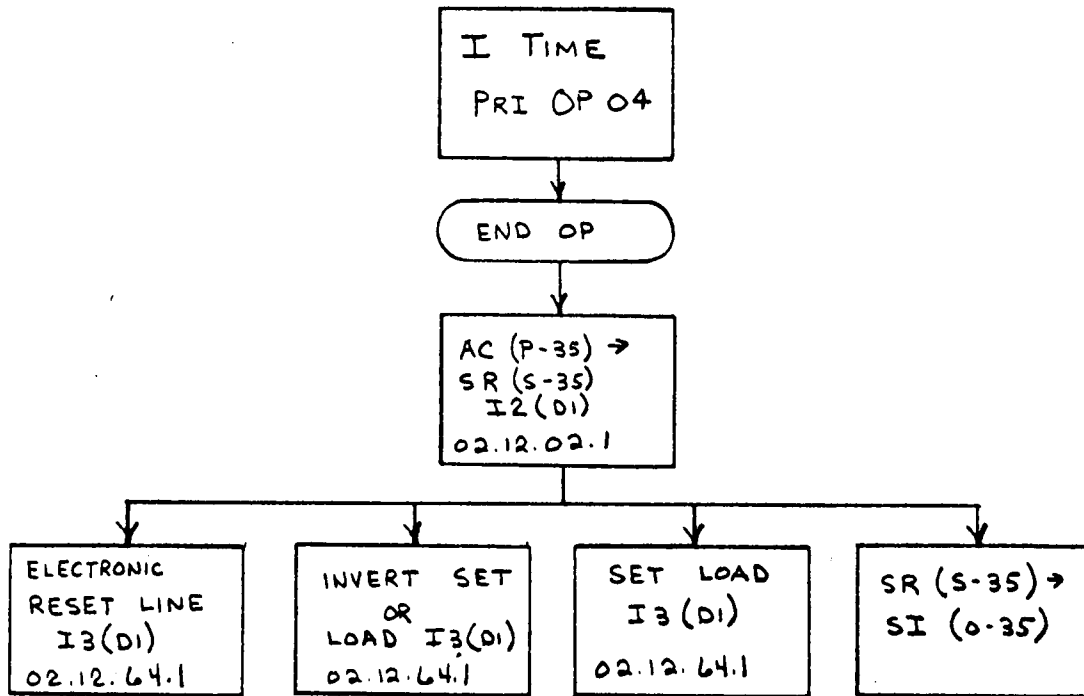 I TIME
PRI OP 04
END OP
AC (P-35) →
SR (S-35)
I2 (D1)
02.12.02.1
ELECTRONIC
RESET LINE
I3 (D1)
02.12.64.1
INVERT SET
OR
LOAD I3 (D1)
02.12.64.1
SET LOAD
I3 (D1)
02.12.64.1
SR (S-35) →
SI (0-35)